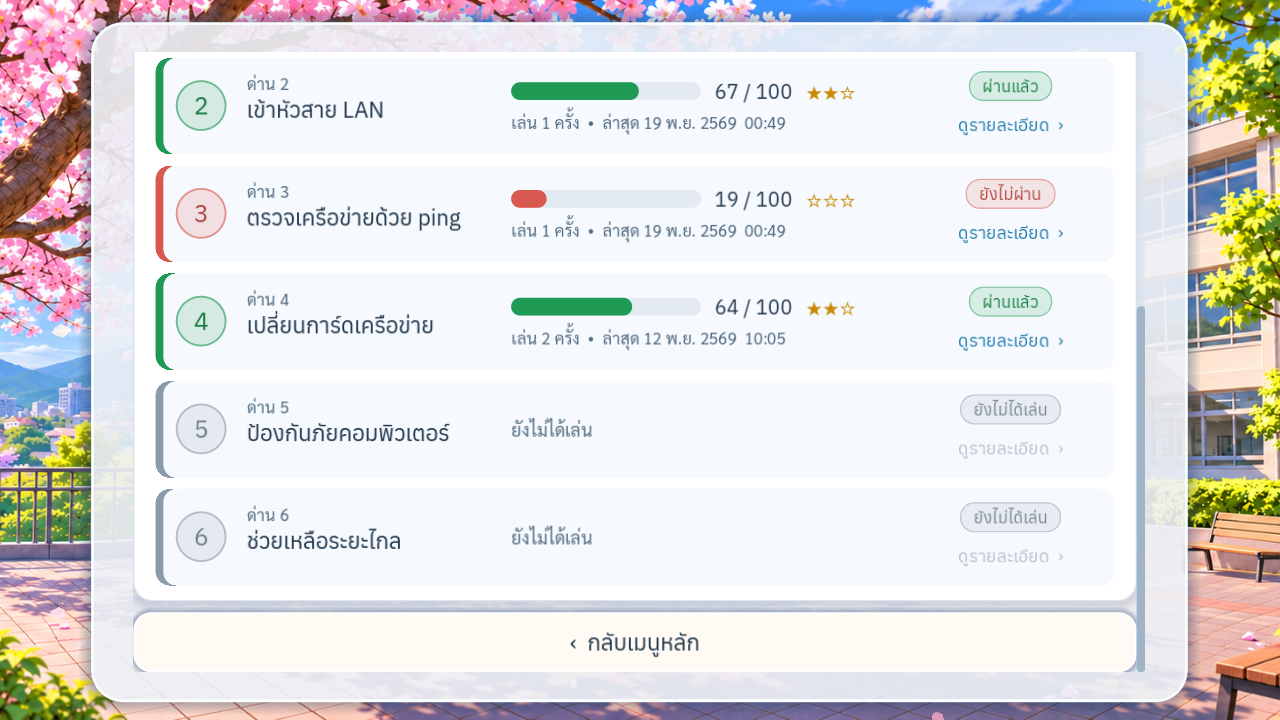 2
ด่าน 2
เข้าหัวสาย LAN
67 / 100 ★★☆
เล่น 1 ครั้ง • ล่าสุด 19 พ.ย. 2569 00:49
ผ่านแล้ว
ดูรายละเอียด ›
3
ด่าน 3
ตรวจเครือข่ายด้วย ping
19 / 100 ☆☆☆
เล่น 1 ครั้ง • ล่าสุด 19 พ.ย. 2569 00:49
ยังไม่ผ่าน
ดูรายละเอียด ›
4
ด่าน 4
เปลี่ยนการ์ดเครือข่าย
64 / 100 ★★☆
เล่น 2 ครั้ง • ล่าสุด 12 พ.ย. 2569 10:05
ผ่านแล้ว
ดูรายละเอียด ›
5
ด่าน 5
ป้องกันภัยคอมพิวเตอร์
ยังไม่ได้เล่น
ยังไม่ได้เล่น
ดูรายละเอียด ›
6
ด่าน 6
ช่วยเหลือระยะไกล
ยังไม่ได้เล่น
ยังไม่ได้เล่น
ดูรายละเอียด ›
‹ กลับเมนูหลัก